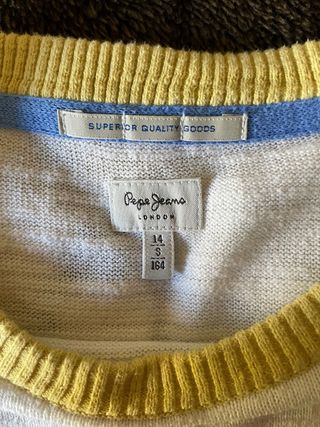 SUPERIOR QUALITY GOODS
Pepe Jeans
LONDON
14
S
164